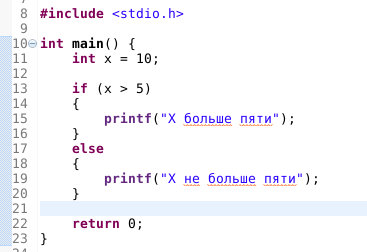 8 #include <stdio.h>
9
10 int main() {
11     int x = 10;
12
13     if (x > 5)
14     {
15         printf("X больше пяти");
16     }
17     else
18     {
19         printf("X не больше пяти");
20     }
21
22     return 0;
23 }